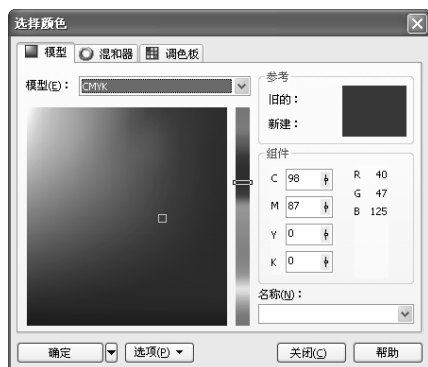 选择颜色
模型 混和器 调色板
模型(E): CMYK
参考
旧的:
新建:
组件
C 98 R 40
M 87 G 47
Y 0 B 125
K 0
名称(N):
确定 选项(P) 关闭(C) 帮助